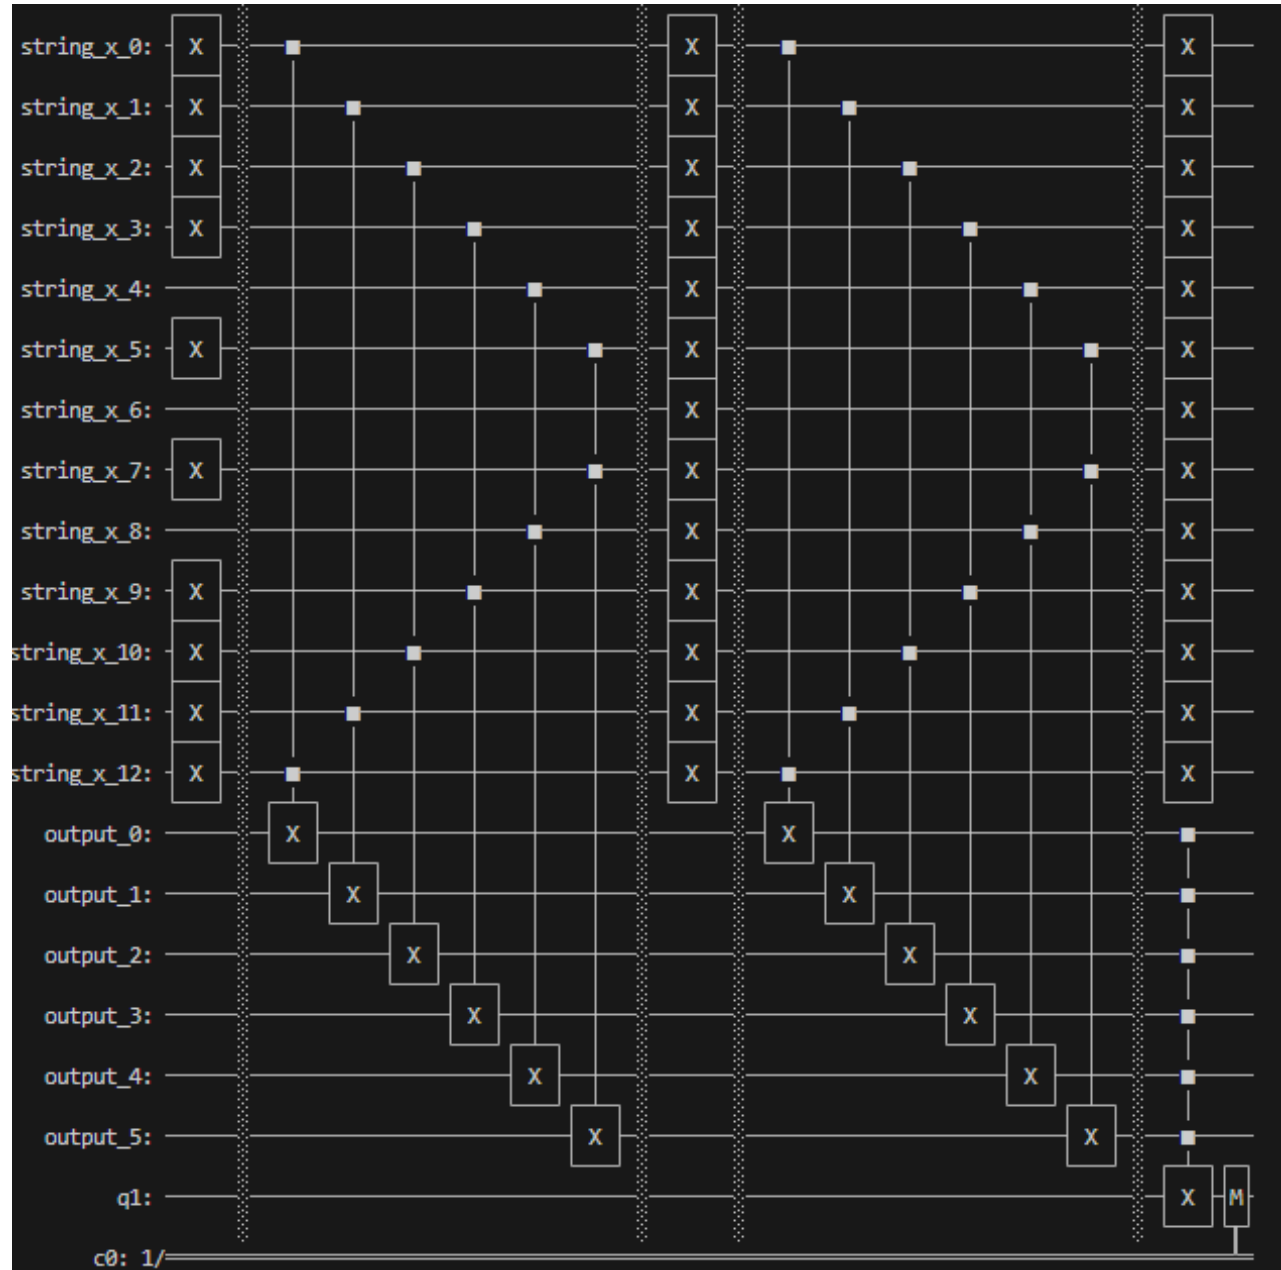 string_x_0: X X X
string_x_1: X X X
string_x_2: X X X
string_x_3: X X X
string_x_4: X X
string_x_5: X X X
string_x_6: X X
string_x_7: X X X
string_x_8: X X
string_x_9: X X X
string_x_10: X X X
string_x_11: X X X
string_x_12: X X X
output_0: X X
output_1: X X
output_2: X X
output_3: X X
output_4: X X
output_5: X X
q1: X M
c0: 1/